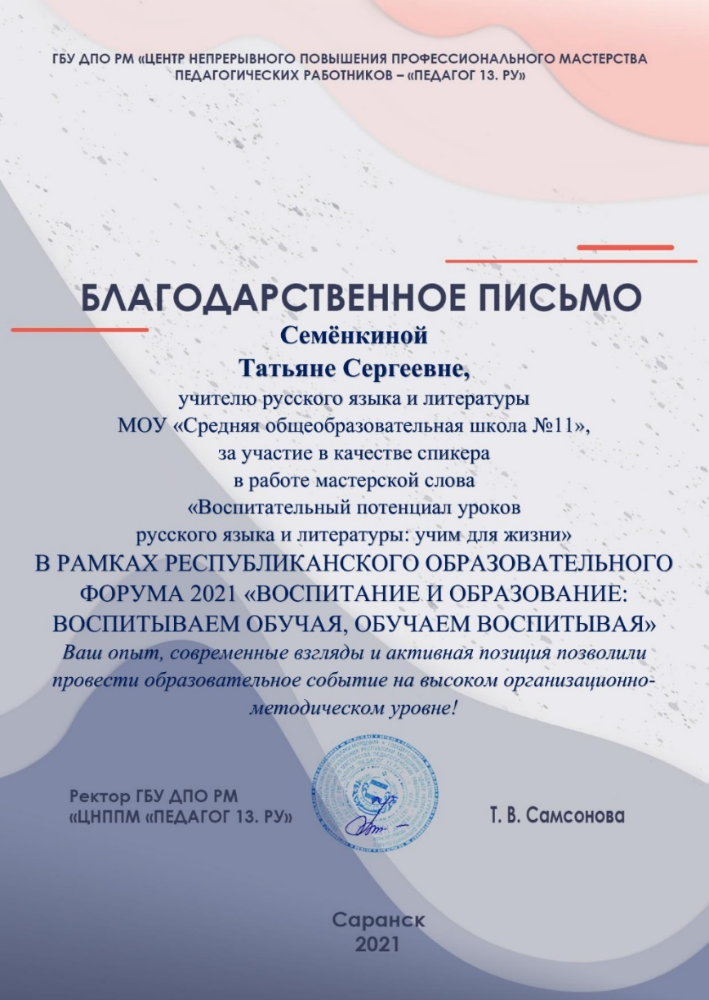 ГБУ ДПО РМ «ЦЕНТР НЕПРЕРЫВНОГО ПОВЫШЕНИЯ ПРОФЕССИОНАЛЬНОГО МАСТЕРСТВА
ПЕДАГОГИЧЕСКИХ РАБОТНИКОВ – «ПЕДАГОГ 13. РУ»
БЛАГОДАРСТВЕННОЕ ПИСЬМО
Семёнкиной
Татьяне Сергеевне,
учителю русского языка и литературы
МОУ «Средняя общеобразовательная школа №11»,
за участие в качестве спикера
в работе мастерской слова
«Воспитательный потенциал уроков
русского языка и литературы: учим для жизни»
В РАМКАХ РЕСПУБЛИКАНСКОГО ОБРАЗОВАТЕЛЬНОГО
ФОРУМА 2021 «ВОСПИТАНИЕ И ОБРАЗОВАНИЕ:
ВОСПИТЫВАЕМ ОБУЧАЯ, ОБУЧАЕМ ВОСПИТЫВАЯ»
Ваш опыт, современные взгляды и активная позиция позволили
провести образовательное событие на высоком организационно-
методическом уровне!
Ректор ГБУ ДПО РМ
«ЦНППМ «ПЕДАГОГ 13. РУ»
Т. В. Самсонова
Саранск
2021